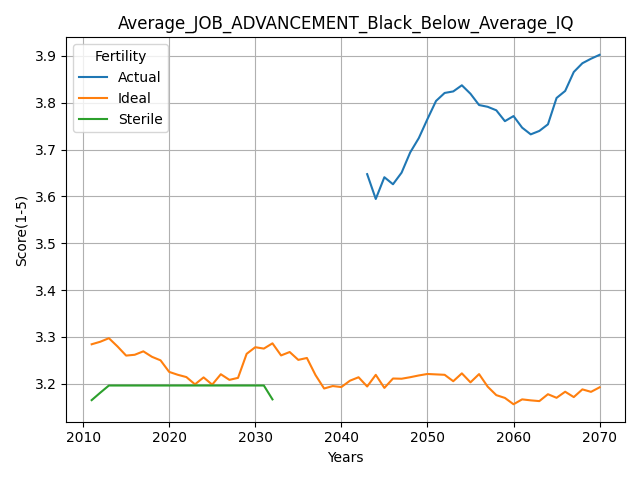 Average_JOB_ADVANCEMENT_Black_Below_Average_IQ
Fertility
Actual
Ideal
Sterile
Score(1-5)
3.9
3.8
3.7
3.6
3.5
3.4
3.3
3.2
2010 2020 2030 2040 2050 2060 2070
Years